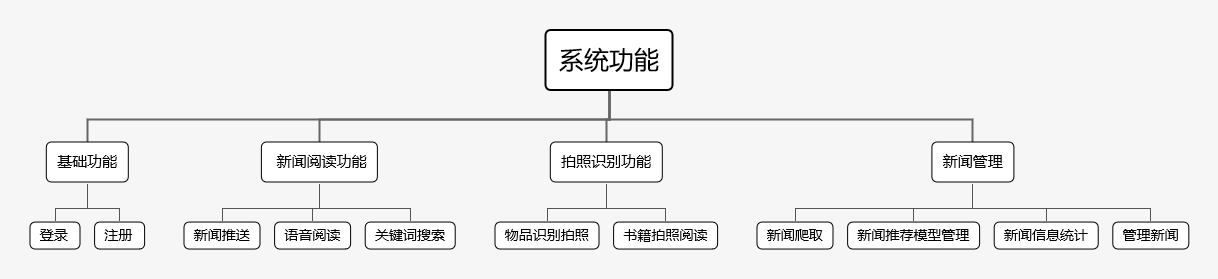 系统功能
基础功能
新闻阅读功能
拍照识别功能
新闻管理
登录
注册
新闻推送
语音阅读
关键词搜索
物品识别拍照
书籍拍照阅读
新闻爬取
新闻推荐模型管理
新闻信息统计
管理新闻